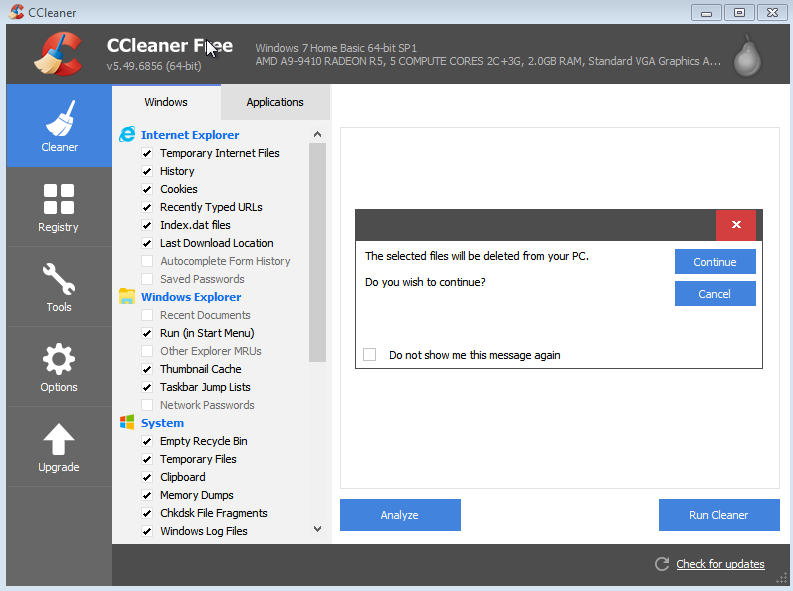 CCleaner
CCleaner Free
v5.49.6856 (64-bit)
Windows 7 Home Basic 64-bit SP1
AMD A9-9410 RADEON R5, 5 COMPUTE CORES 2C+3G, 2.0GB RAM, Standard VGA Graphics A...
Cleaner
Registry
Tools
Options
Upgrade
Windows
Applications
Internet Explorer
Temporary Internet Files
History
Cookies
Recently Typed URLs
Index.dat files
Last Download Location
Autocomplete Form History
Saved Passwords
Windows Explorer
Recent Documents
Run (in Start Menu)
Other Explorer MRUs
Thumbnail Cache
Taskbar Jump Lists
Network Passwords
System
Empty Recycle Bin
Temporary Files
Clipboard
Memory Dumps
Chkdsk File Fragments
Windows Log Files
The selected files will be deleted from your PC.
Do you wish to continue?
Continue
Cancel
Do not show me this message again
Analyze
Run Cleaner
Check for updates